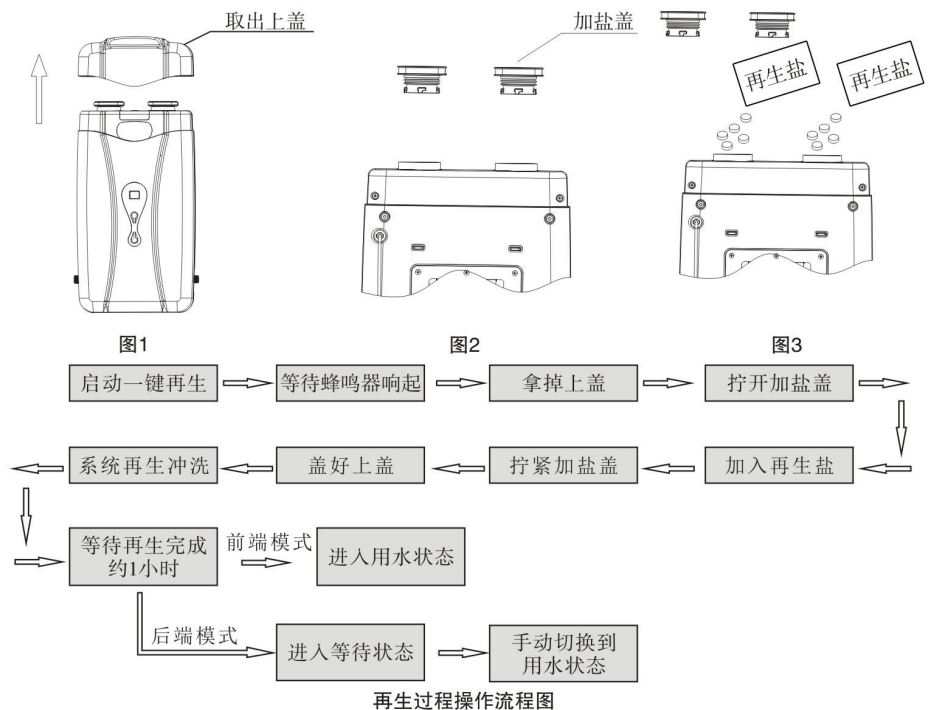 取出上盖
加盐盖
再生盐
再生盐
图1
图2
图3
启动一键再生
等待蜂鸣器响起
拿掉上盖
拧开加盐盖
加入再生盐
拧紧加盐盖
盖好上盖
系统再生冲洗
等待再生完成
约1小时
前端模式
进入用水状态
后端模式
进入等待状态
手动切换到
用水状态
再生过程操作流程图